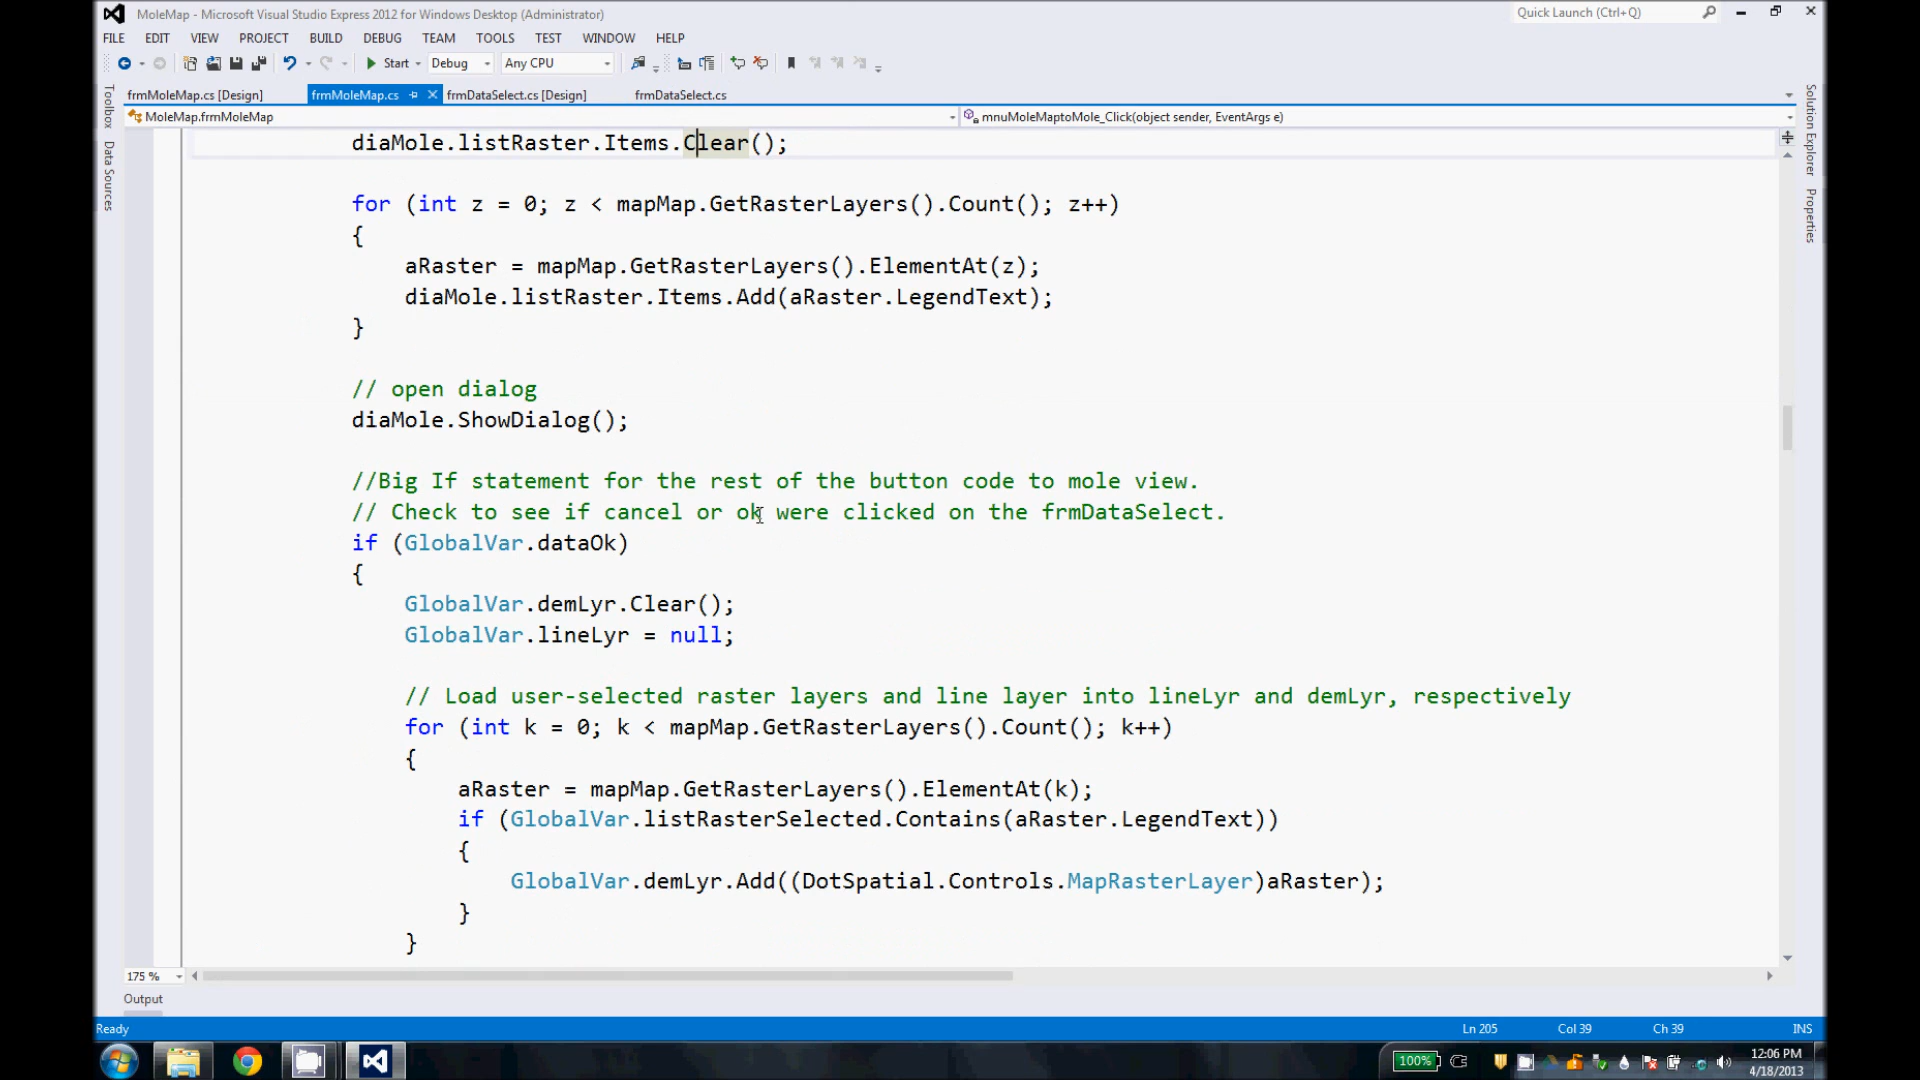 MoleMap - Microsoft Visual Studio Express 2012 for Windows Desktop (Administrator)
Quick Launch (Ctrl+Q)
FILE EDIT VIEW PROJECT BUILD DEBUG TEAM TOOLS TEST WINDOW HELP
Start Debug Any CPU
frmMoleMap.cs [Design] frmMoleMap.cs frmDataSelect.cs [Design] frmDataSelect.cs
MoleMap.frmMoleMap mnuMoleMaptoMole_Click(object sender, EventArgs e)
Toolbox
Data Sources
Solution Explorer
Properties
diaMole.listRaster.Items.Clear();
for (int z = 0; z < mapMap.GetRasterLayers().Count(); z++)
{
aRaster = mapMap.GetRasterLayers().ElementAt(z);
diaMole.listRaster.Items.Add(aRaster.LegendText);
}
// open dialog
diaMole.ShowDialog();
//Big If statement for the rest of the button code to mole view.
// Check to see if cancel or ok were clicked on the frmDataSelect.
if (GlobalVar.dataOk)
{
GlobalVar.demLyr.Clear();
GlobalVar.lineLyr = null;
// Load user-selected raster layers and line layer into lineLyr and demLyr, respectively
for (int k = 0; k < mapMap.GetRasterLayers().Count(); k++)
{
aRaster = mapMap.GetRasterLayers().ElementAt(k);
if (GlobalVar.listRasterSelected.Contains(aRaster.LegendText))
{
GlobalVar.demLyr.Add((DotSpatial.Controls.MapRasterLayer)aRaster);
}
}
175 %
Output
Ready Ln 205 Col 39 Ch 39 INS
100% 12:06 PM
4/18/2013